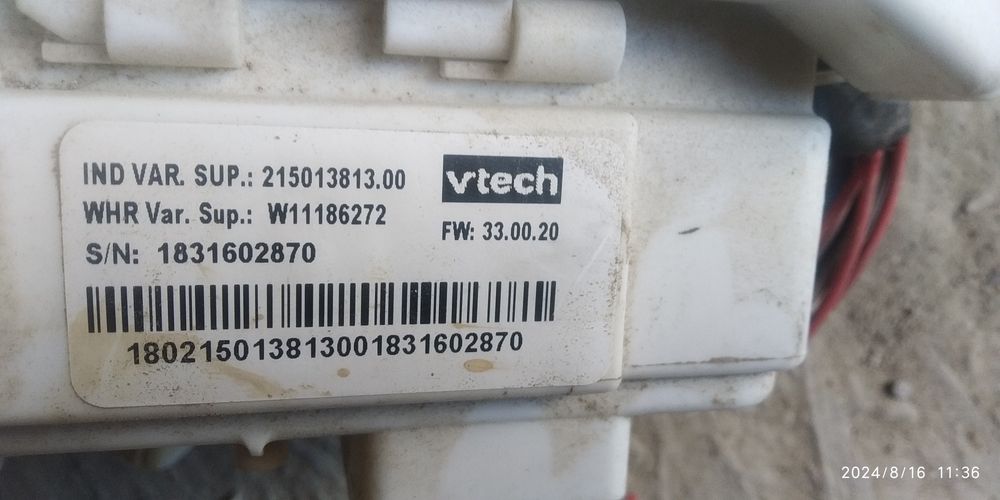 IND VAR. SUP.: 215013813.00
WHR Var. Sup.: W11186272
S/N: 1831602870
vtech
FW: 33.00.20
180215013813001831602870
2024/8/16 11:36